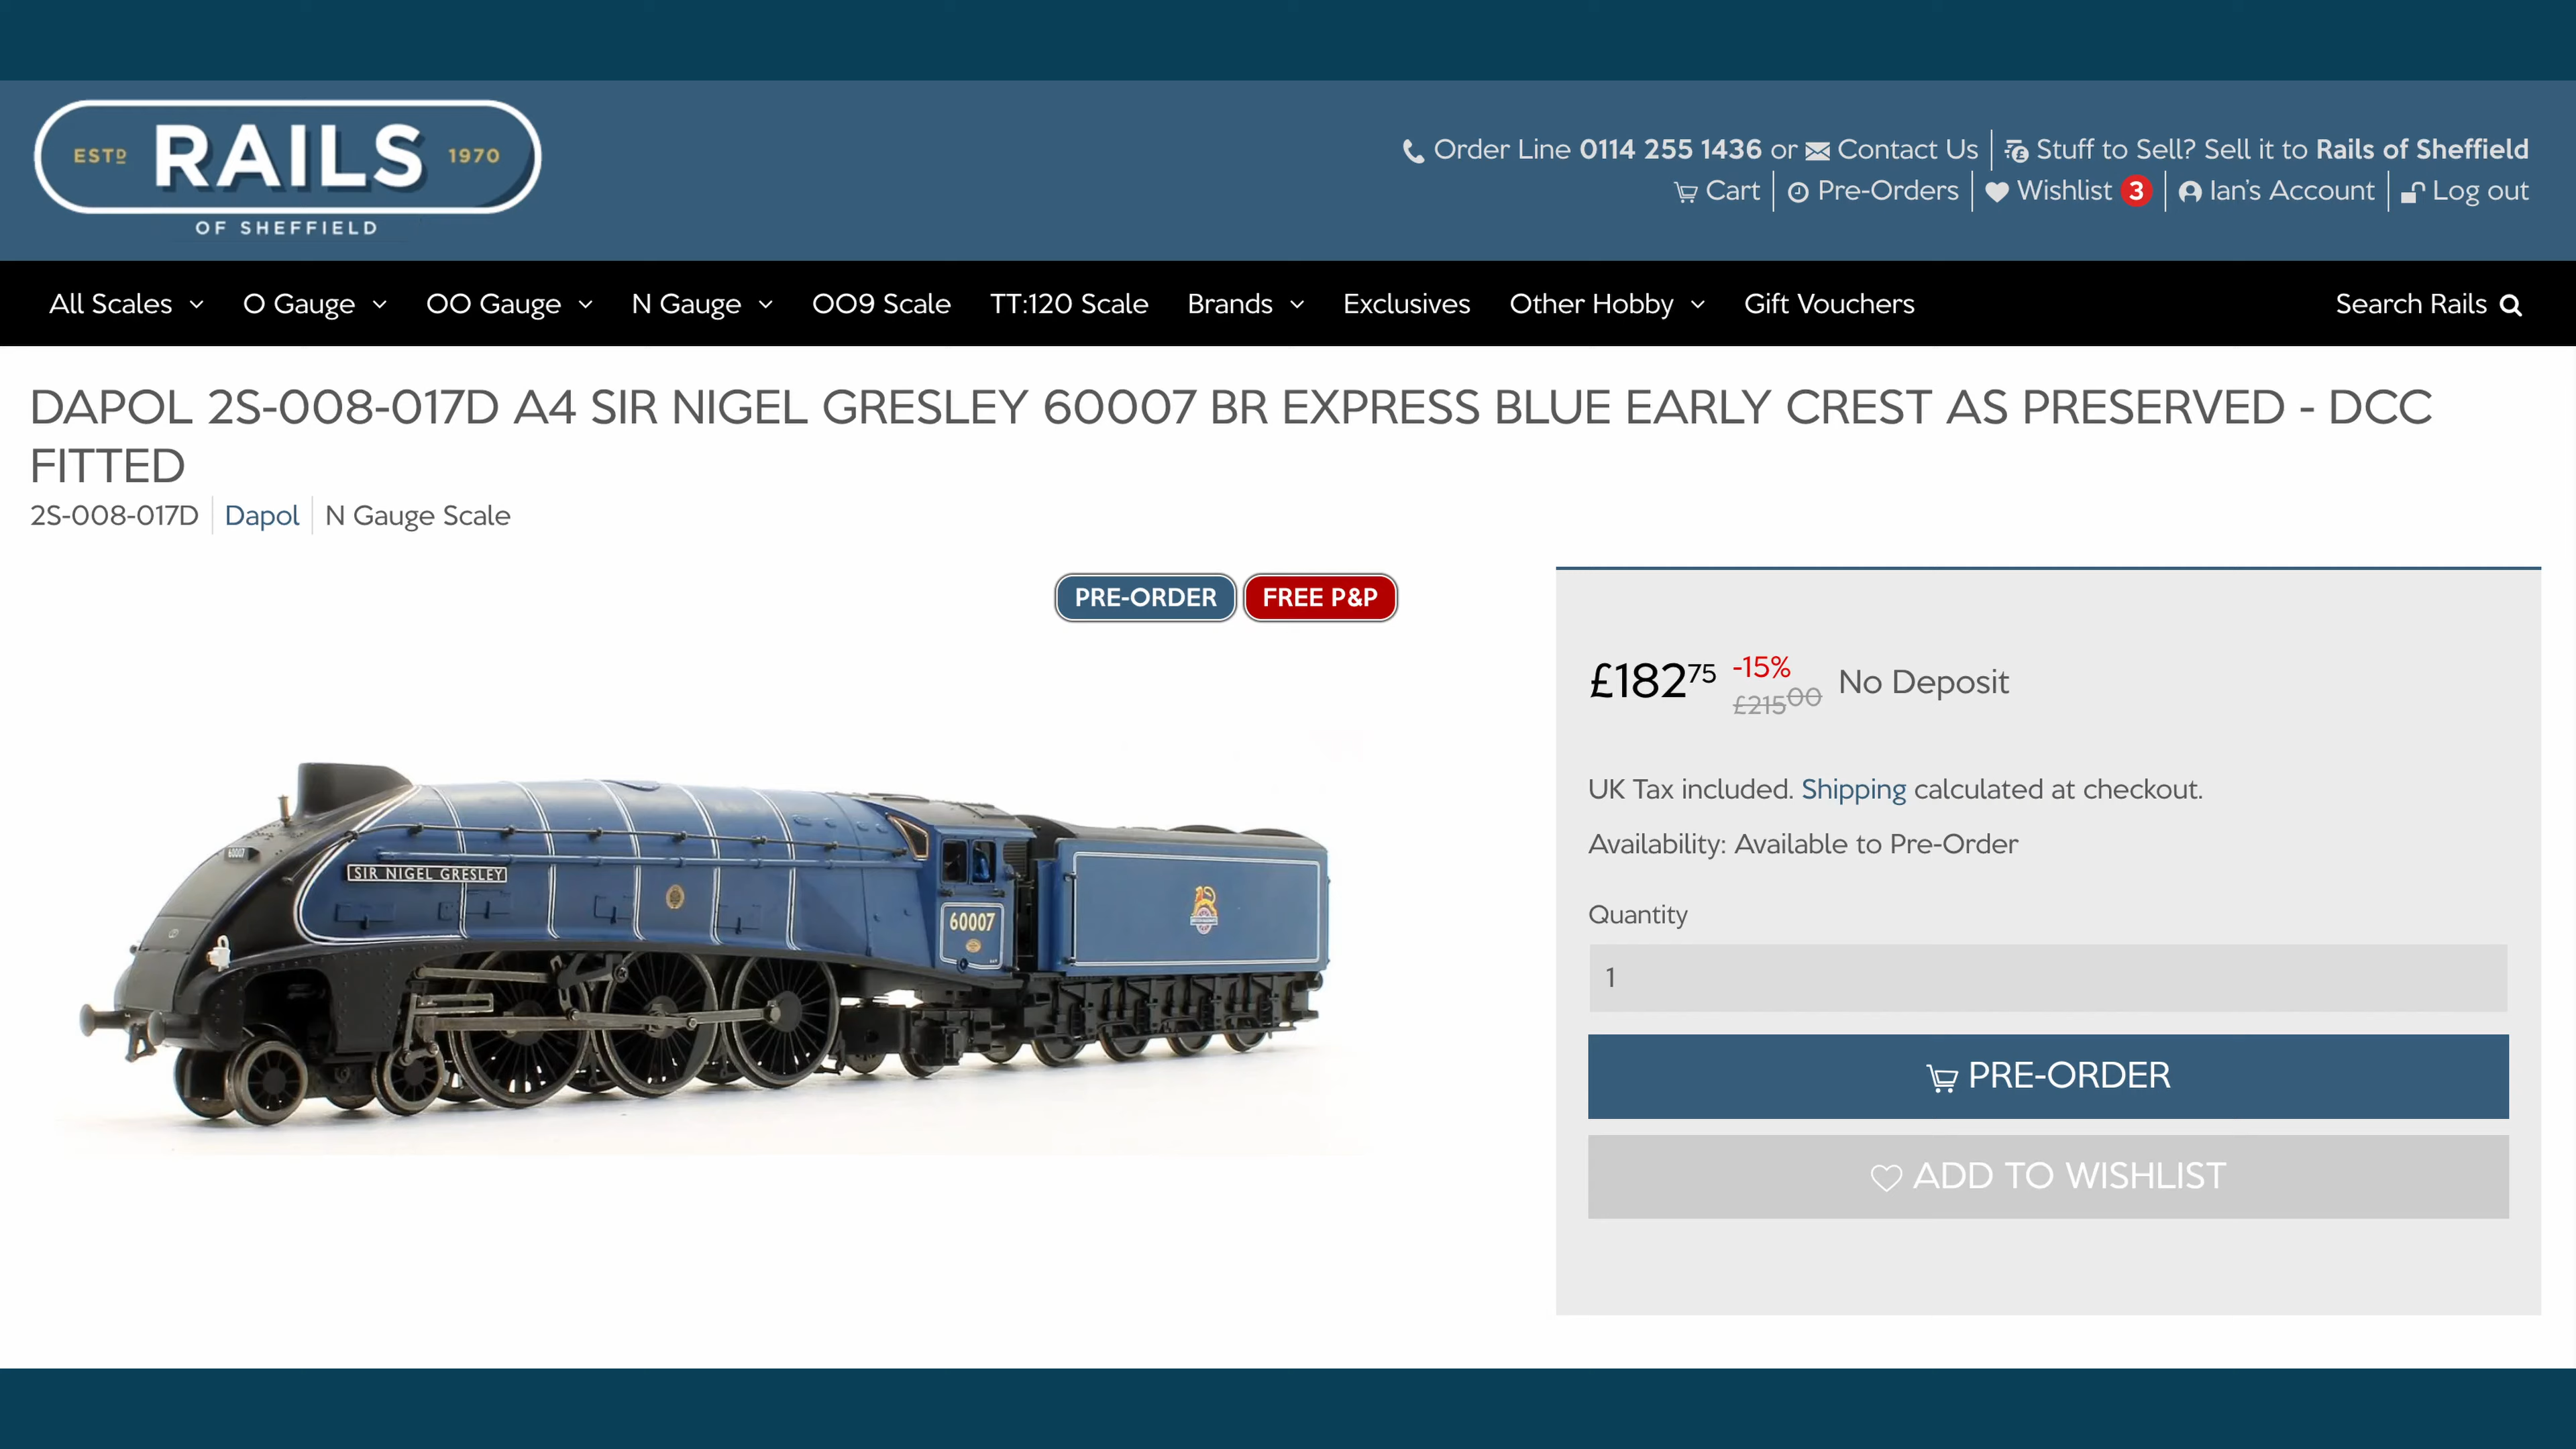 ESTD RAILS 1970
OF SHEFFIELD
Order Line 0114 255 1436 or Contact Us Stuff to Sell? Sell it to Rails of Sheffield
Cart Pre-Orders Wishlist 3 Ian's Account Log out
All Scales O Gauge OO Gauge N Gauge OO9 Scale TT:120 Scale Brands Exclusives Other Hobby Gift Vouchers Search Rails
DAPOL 2S-008-017D A4 SIR NIGEL GRESLEY 60007 BR EXPRESS BLUE EARLY CREST AS PRESERVED - DCC
FITTED
2S-008-017D Dapol N Gauge Scale
PRE-ORDER FREE P&P
£182 75 -15% £215 00 No Deposit
UK Tax included. Shipping calculated at checkout.
Availability: Available to Pre-Order
60007
SIR NIGEL GRESLEY
60007
Quantity
1
PRE-ORDER
ADD TO WISHLIST